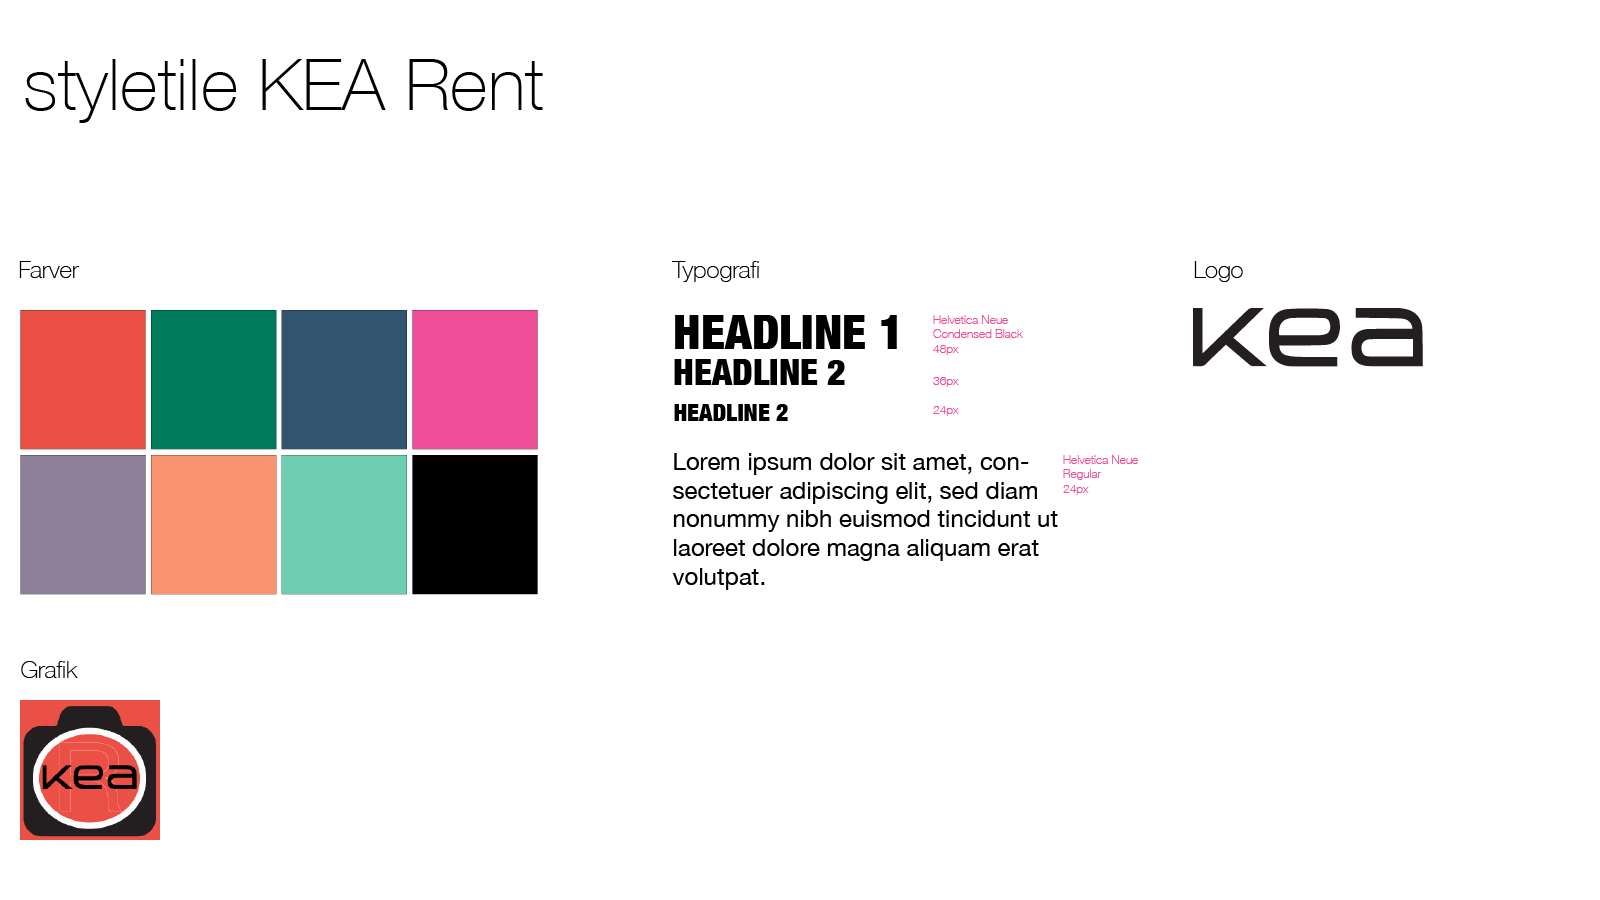 styletile KEA Rent
Farver
Typografi
HEADLINE 1
HEADLINE 2
HEADLINE 2
Helvetica Neue
Condensed Black
48px
36px
24px
Lorem ipsum dolor sit amet, con-
sectetuer adipiscing elit, sed diam
nonummy nibh euismod tincidunt ut
laoreet dolore magna aliquam erat
volutpat.
Helvetica Neue
Regular
24px
Logo
kea
Grafik
R
kea